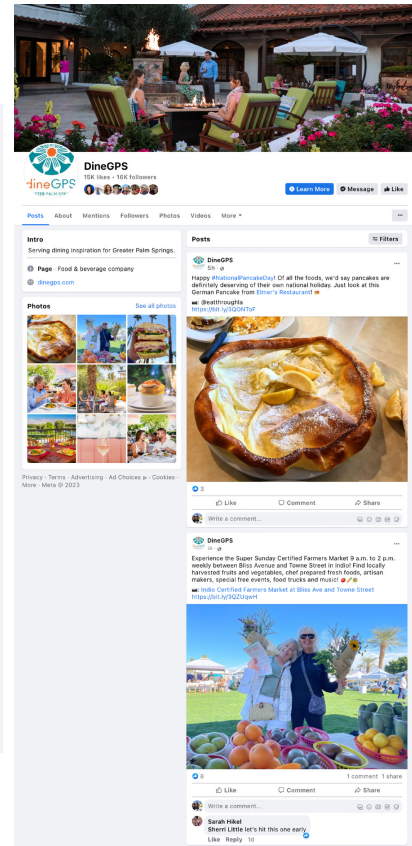 dineGPS
DineGPS
15K likes • 16K followers
Learn More
Message
Like
Posts
About
Mentions
Followers
Photos
Videos
More
Intro
Serving dining inspiration for Greater Palm Springs.
Page · Food & beverage company
dinegps.com
Photos
See all photos
Privacy · Terms · Advertising · Ad Choices · Cookies ·
More · Meta © 2023
Posts
Filters
DineGPS
5h ·
Happy #NationalPancakeDay! Of all the foods, we'd say pancakes are
definitely deserving of their own national holiday. Just look at this
German Pancake from Elmer's Restaurant!
: @eatthroughla
https://bit.ly/3QONToF
3
Like
Comment
Share
Write a comment...
DineGPS
Experience the Super Sunday Certified Farmers Market 9 a.m. to 2 p.m.
weekly between Bliss Avenue and Towne Street in Indio! Find locally
harvested fruits and vegetables, chef prepared fresh foods, artisan
makers, special free events, food trucks and music!
: Indio Certified Farmers Market at Bliss Ave and Towne Street
https://bit.ly/3QZUqwH
8
1 comment 1 share
Like
Comment
Share
Write a comment...
Sarah Hikel
Sherri Little let's hit this one early
Like Reply 1d